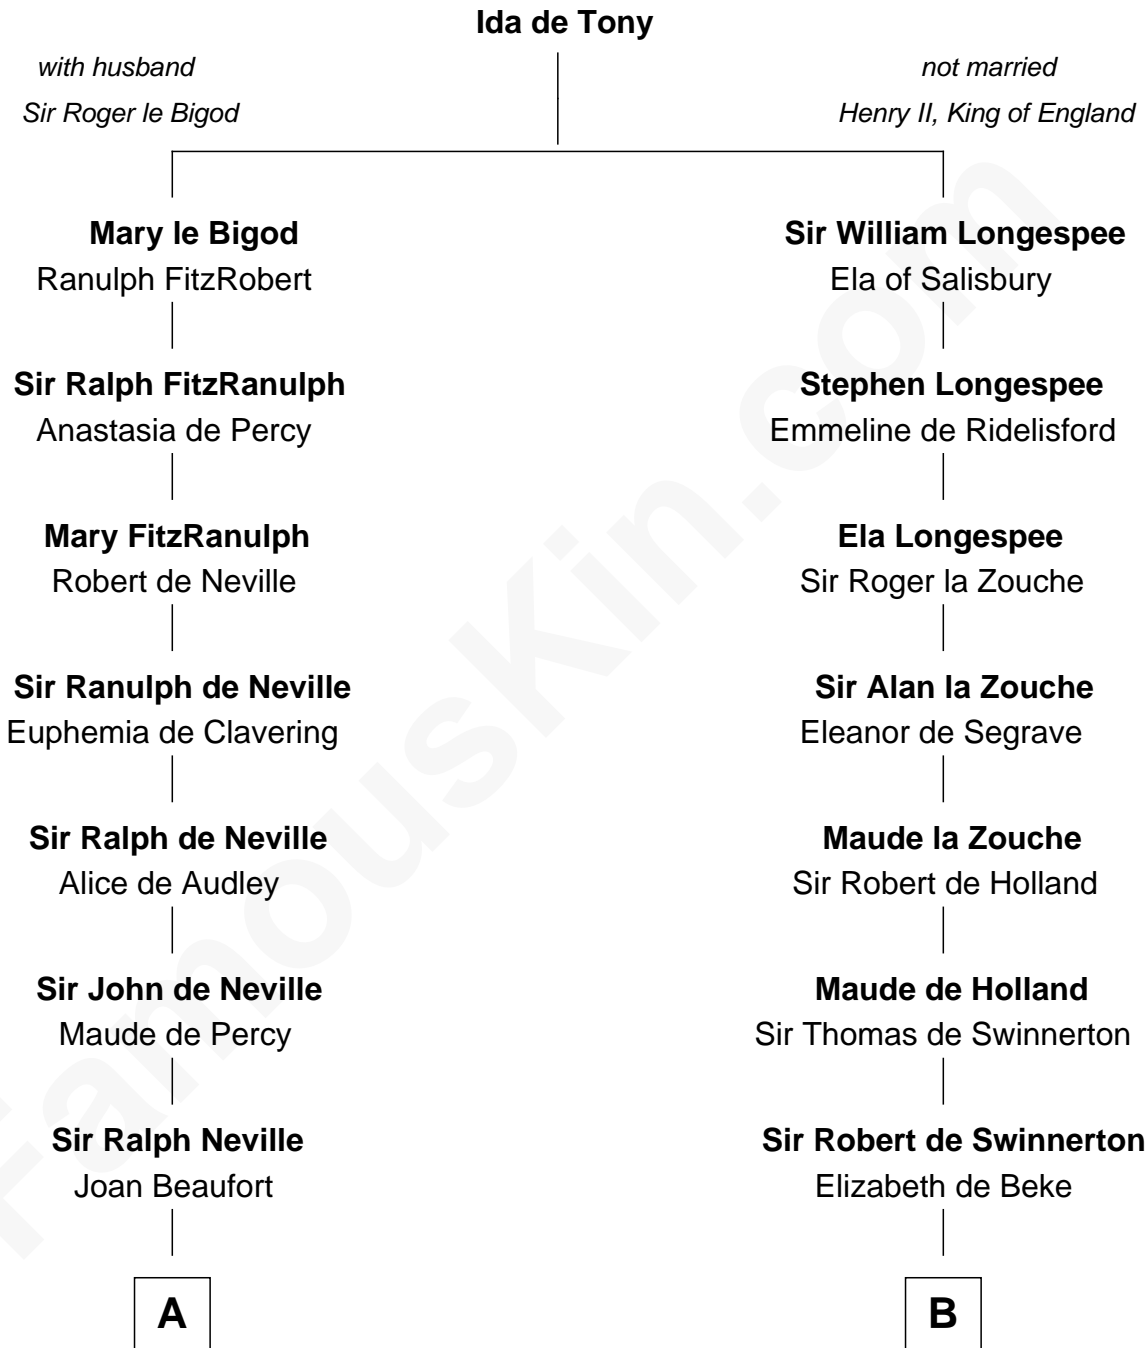 Ida de Tony
with husband
Sir Roger le Bigod
not married
Henry II, King of England
Mary le Bigod
Ranulph FitzRobert
Sir William Longespee
Ela of Salisbury
Sir Ralph FitzRanulph
Anastasia de Percy
Stephen Longespee
Emmeline de Ridelisford
Mary FitzRanulph
Robert de Neville
Ela Longespee
Sir Roger la Zouche
Sir Ranulph de Neville
Euphemia de Clavering
Sir Alan la Zouche
Eleanor de Segrave
Sir Ralph de Neville
Alice de Audley
Maude la Zouche
Sir Robert de Holland
Sir John de Neville
Maude de Percy
Maude de Holland
Sir Thomas de Swinnerton
Sir Ralph Neville
Joan Beaufort
Sir Robert de Swinnerton
Elizabeth de Beke
A
B
FamousKin.com